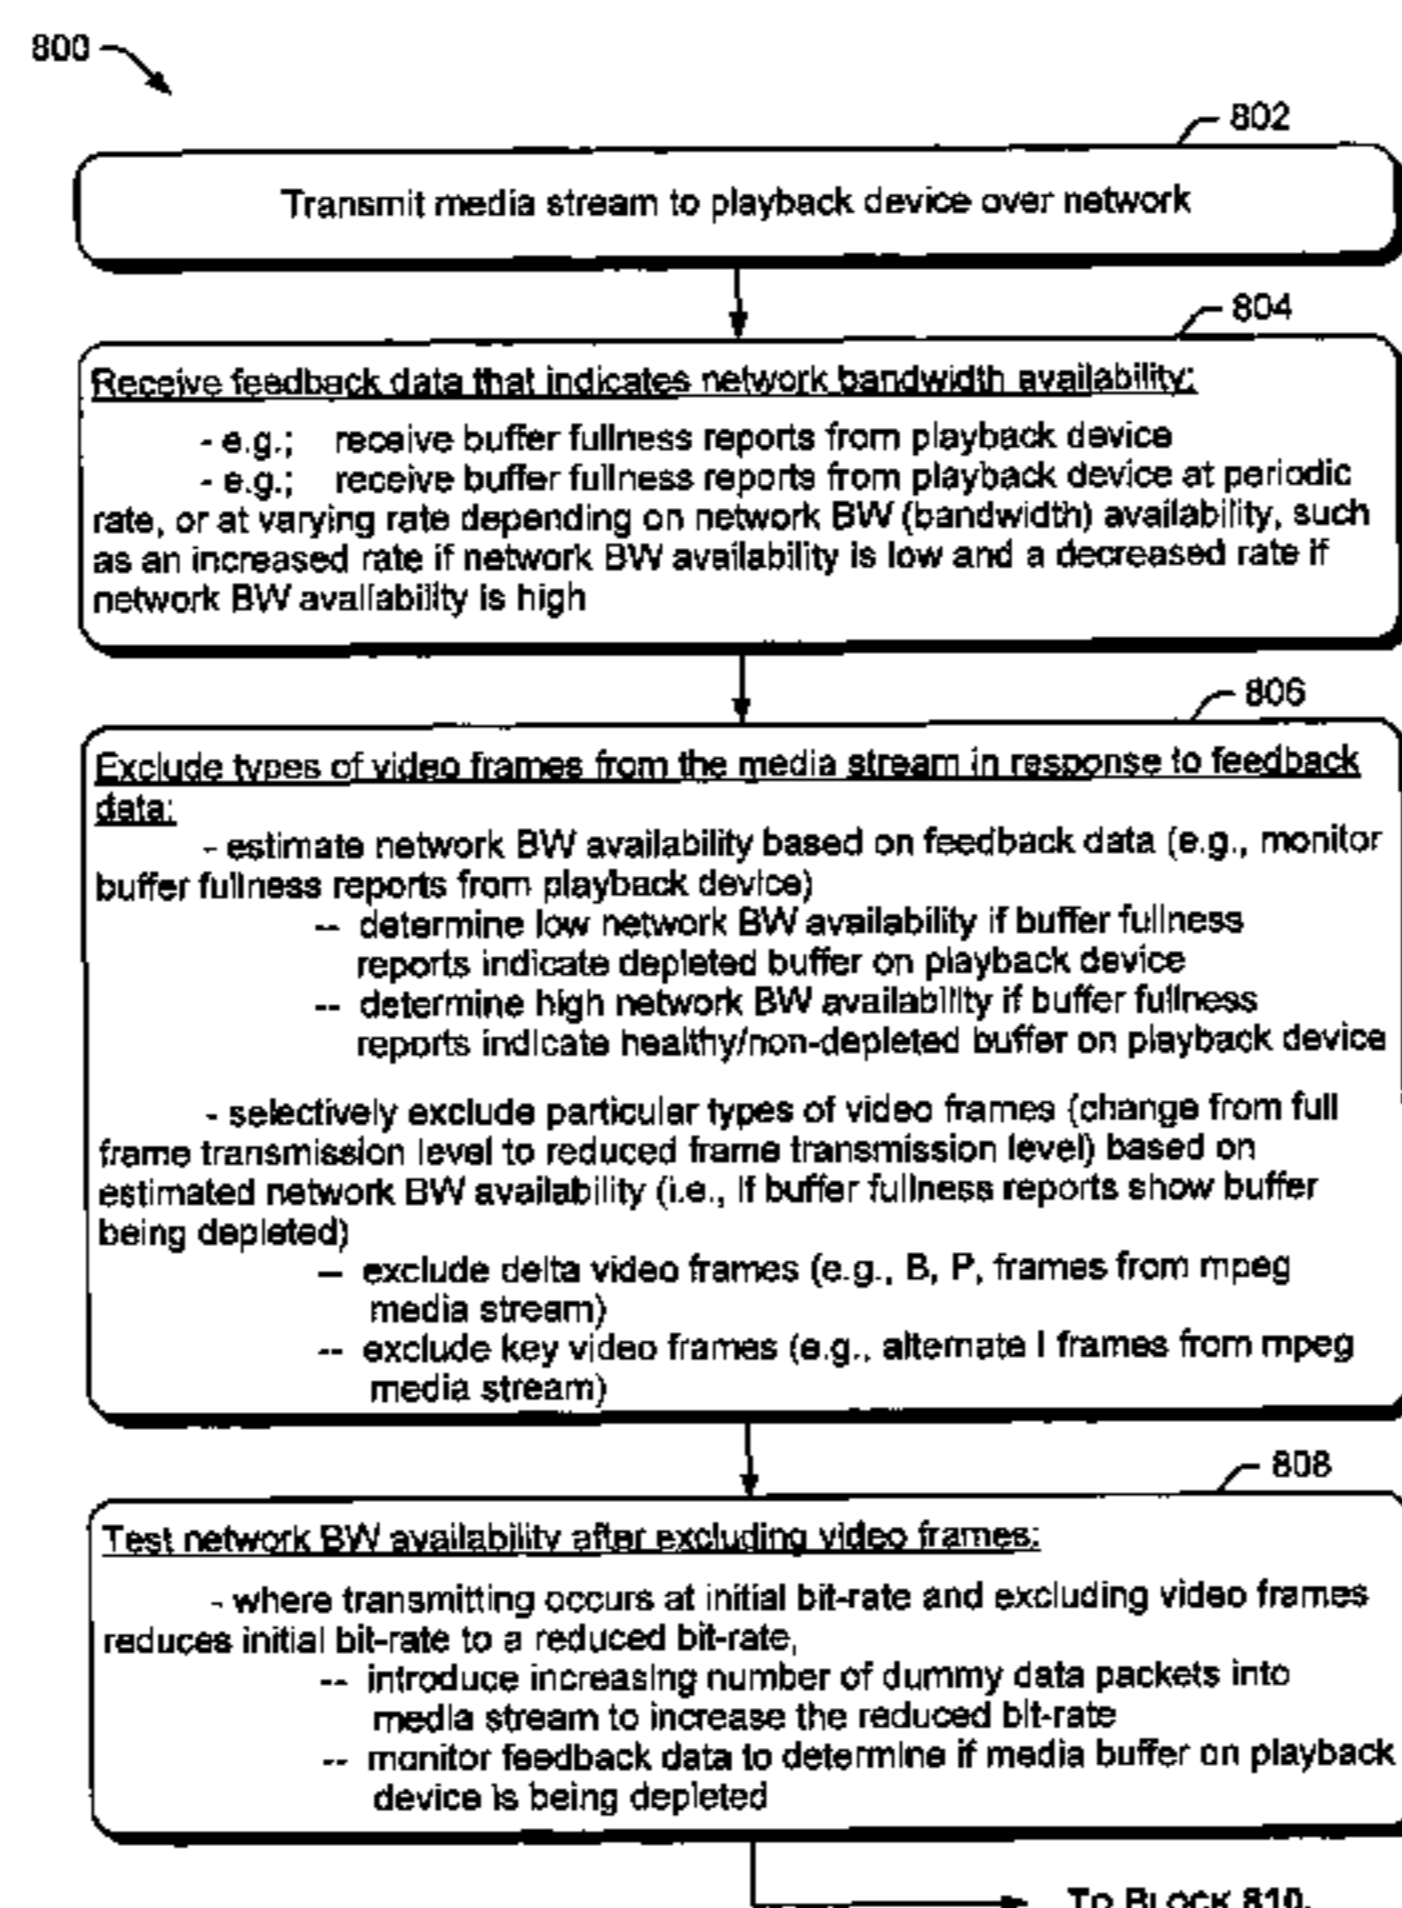 800
802
Transmit media stream to playback device over network
804
Receive feedback data that indicates network bandwidth availability:
- e.g.; receive buffer fullness reports from playback device
- e.g.; receive buffer fullness reports from playback device at periodic
rate, or at varying rate depending on network BW (bandwidth) availability, such
as an increased rate if network BW availability is low and a decreased rate if
network BW availability is high
806
Exclude types of video frames from the media stream in response to feedback
data:
- estimate network BW availability based on feedback data (e.g., monitor
buffer fullness reports from playback device)
-- determine low network BW availability if buffer fullness
reports indicate depleted buffer on playback device
-- determine high network BW availability if buffer fullness
reports indicate healthy/non-depleted buffer on playback device
- selectively exclude particular types of video frames (change from full
frame transmission level to reduced frame transmission level) based on
estimated network BW availability (i.e., if buffer fullness reports show buffer
being depleted)
-- exclude delta video frames (e.g., B, P, frames from mpeg
media stream)
-- exclude key video frames (e.g., alternate I frames from mpeg
media stream)
808
Test network BW availability after excluding video frames:
- where transmitting occurs at initial bit-rate and excluding video frames
reduces initial bit-rate to a reduced bit-rate,
-- introduce increasing number of dummy data packets into
media stream to increase the reduced bit-rate
-- monitor feedback data to determine if media buffer on playback
device is being depleted
TO BLOCK 810,